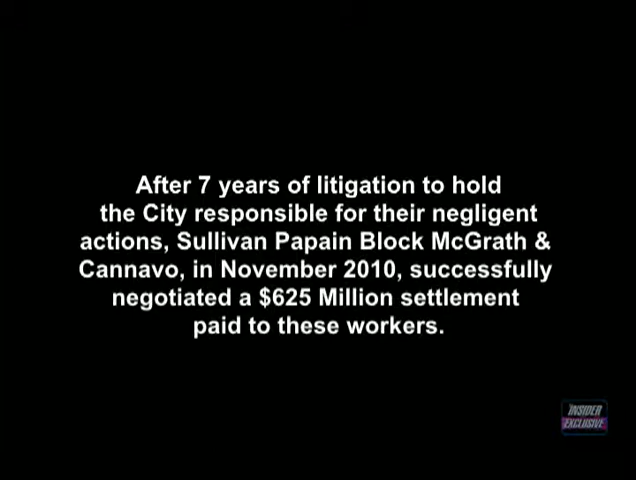 After 7 years of litigation to hold
the City responsible for their negligent
actions, Sullivan Papain Block McGrath &
Cannavo, in November 2010, successfully
negotiated a $625 Million settlement
paid to these workers.
INSIDER
EXCLUSIVE